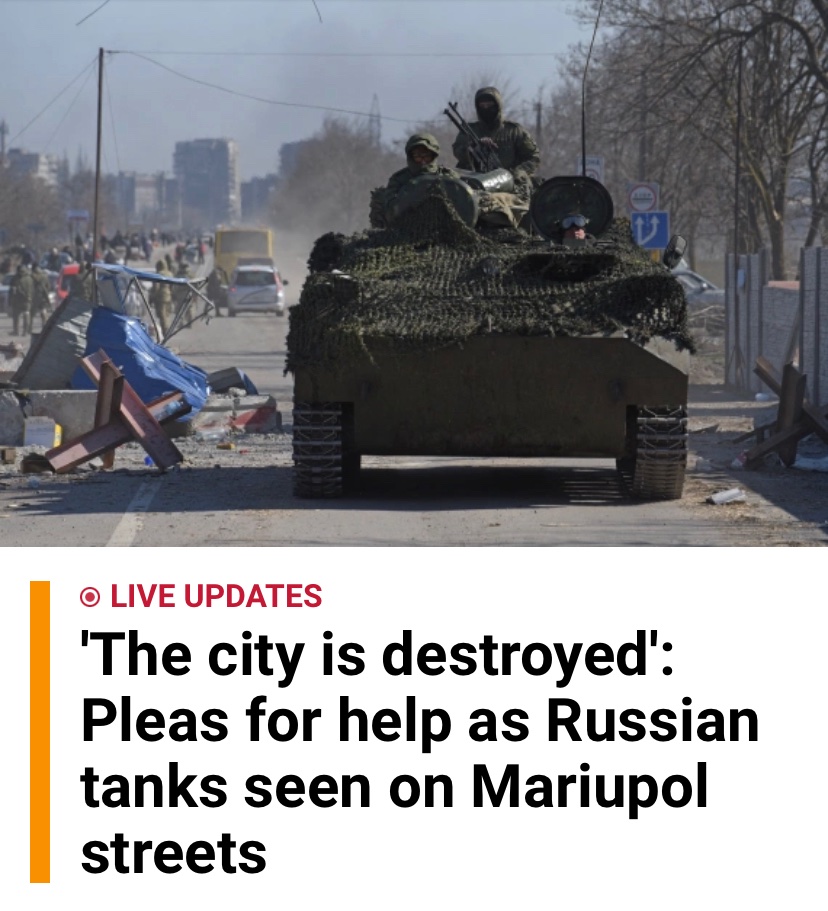 LIVE UPDATES
'The city is destroyed':
Pleas for help as Russian
tanks seen on Mariupol
streets